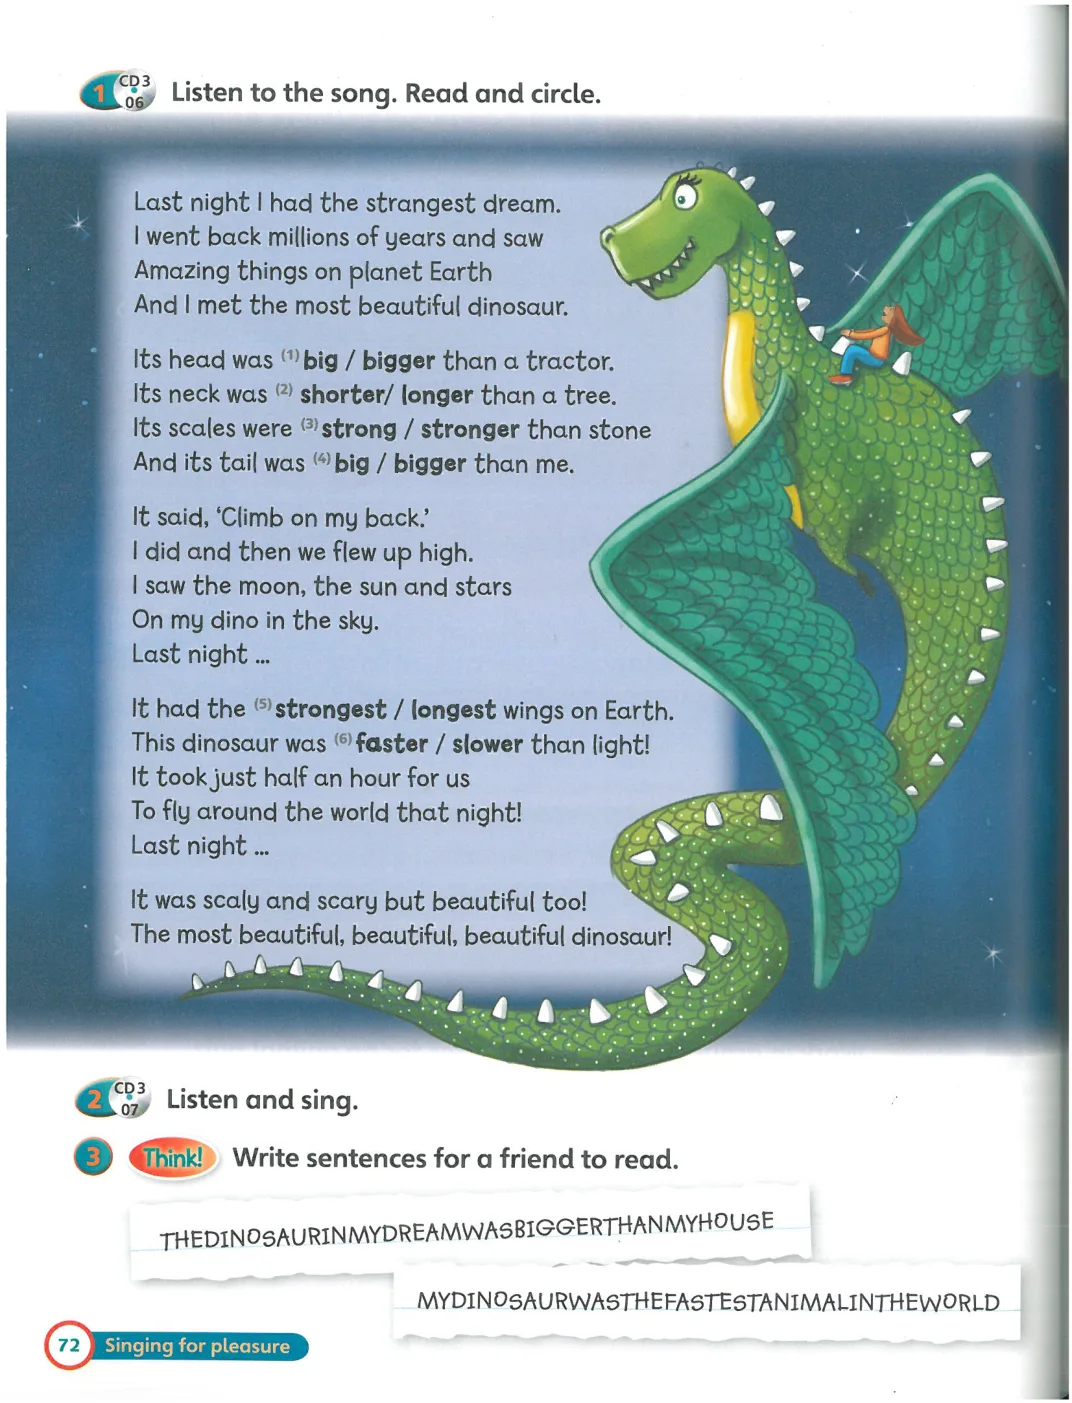 1 CD3 06 Listen to the song. Read and circle.
Last night I had the strangest dream.
I went back millions of years and saw
Amazing things on planet Earth
And I met the most beautiful dinosaur.
Its head was (1) big / bigger than a tractor.
Its neck was (2) shorter/ longer than a tree.
Its scales were (3) strong / stronger than stone
And its tail was (4) big / bigger than me.
It said, ‘Climb on my back.’
I did and then we flew up high.
I saw the moon, the sun and stars
On my dino in the sky.
Last night ...
It had the (5) strongest / longest wings on Earth.
This dinosaur was (6) faster / slower than light!
It took just half an hour for us
To fly around the world that night!
Last night ...
It was scaly and scary but beautiful too!
The most beautiful, beautiful, beautiful dinosaur!
2 CD3 07 Listen and sing.
3 Think! Write sentences for a friend to read.
THEDINOSAURINMYDREAMWASBIGGERTHANMYHOUSE
MYDINOSAURWASTHEFASTESTANIMALINTHEWORLD
72 Singing for pleasure